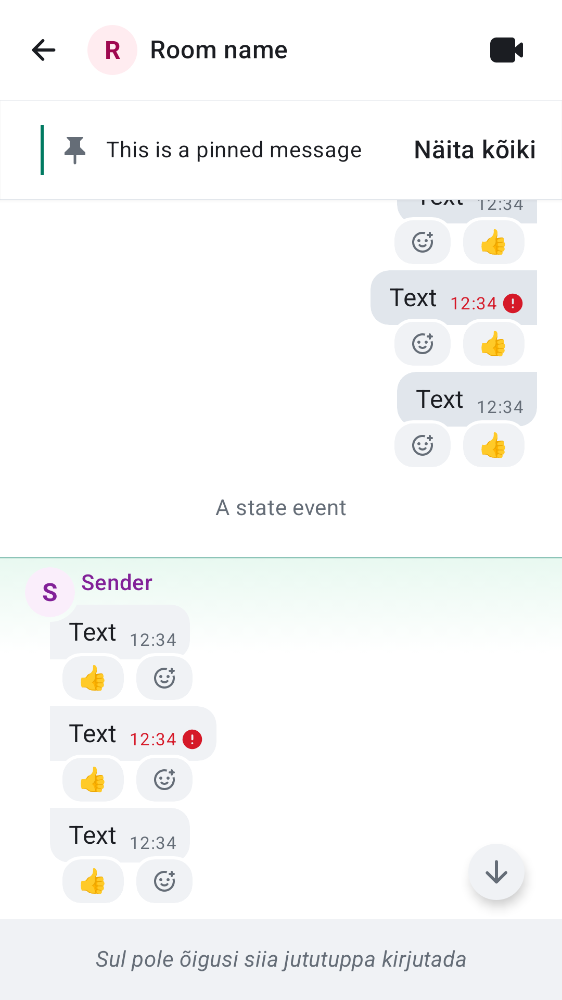 R Room name
This is a pinned message Näita kõiki
Text 12:34
Text 12:34
Text 12:34
A state event
S Sender
Text 12:34
Text 12:34
Text 12:34
Sul pole õigusi siia jututuppa kirjutada